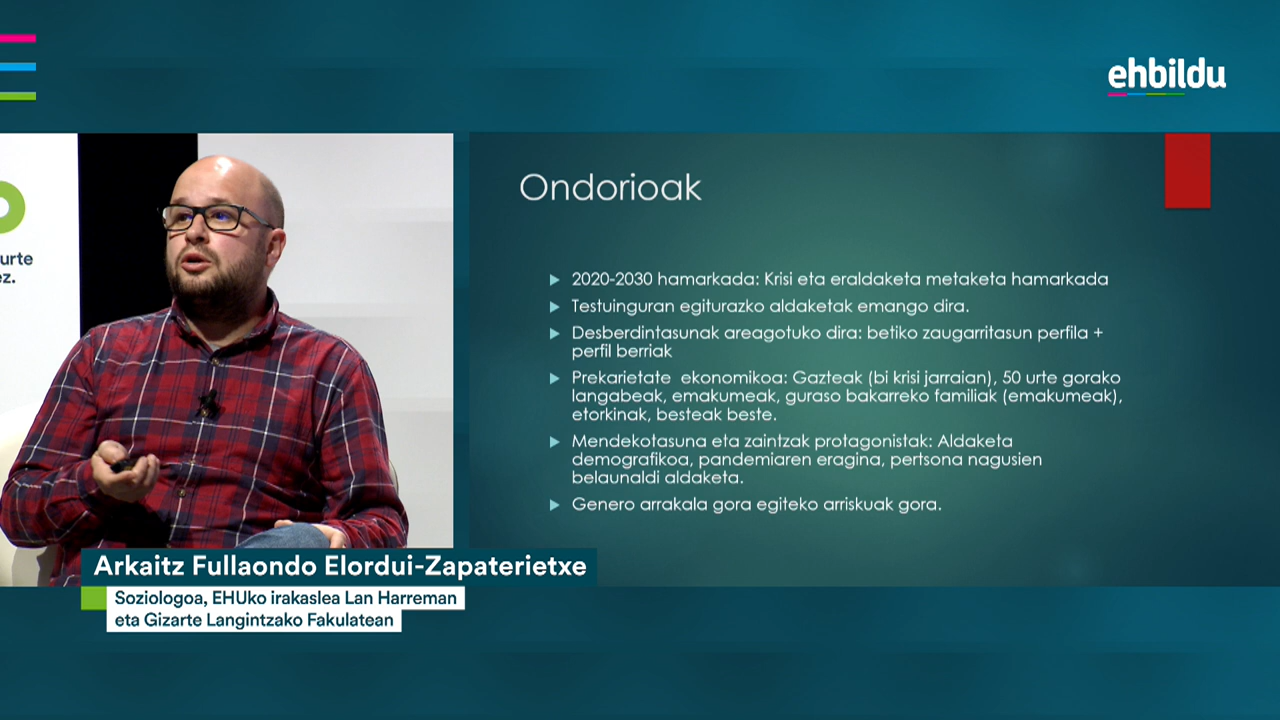 ehbildu
urte
ez.
Ondorioak
2020-2030 hamarkada: Krisi eta eraldaketa metaketa hamarkada
Testuinguran egiturazko aldaketak emango dira.
Desberdintasunak areagotuko dira: betiko zaugarritasun perfila +
perfil berriak
Prekarietate ekonomikoa: Gazteak (bi krisi jarraian), 50 urte gorako
langabeak, emakumeak, guraso bakarreko familiak (emakumeak),
etorkinak, besteak beste.
Mendekotasuna eta zaintzak protagonistak: Aldaketa
demografikoa, pandemiaren eragina, pertsona nagusien
belaunaldi aldaketa.
Genero arrakala gora egiteko arriskuak gora.
Arkaitz Fullaondo Elordui-Zapaterietxe
Soziologoa, EHUko irakaslea Lan Harreman
eta Gizarte Langintzako Fakulatean